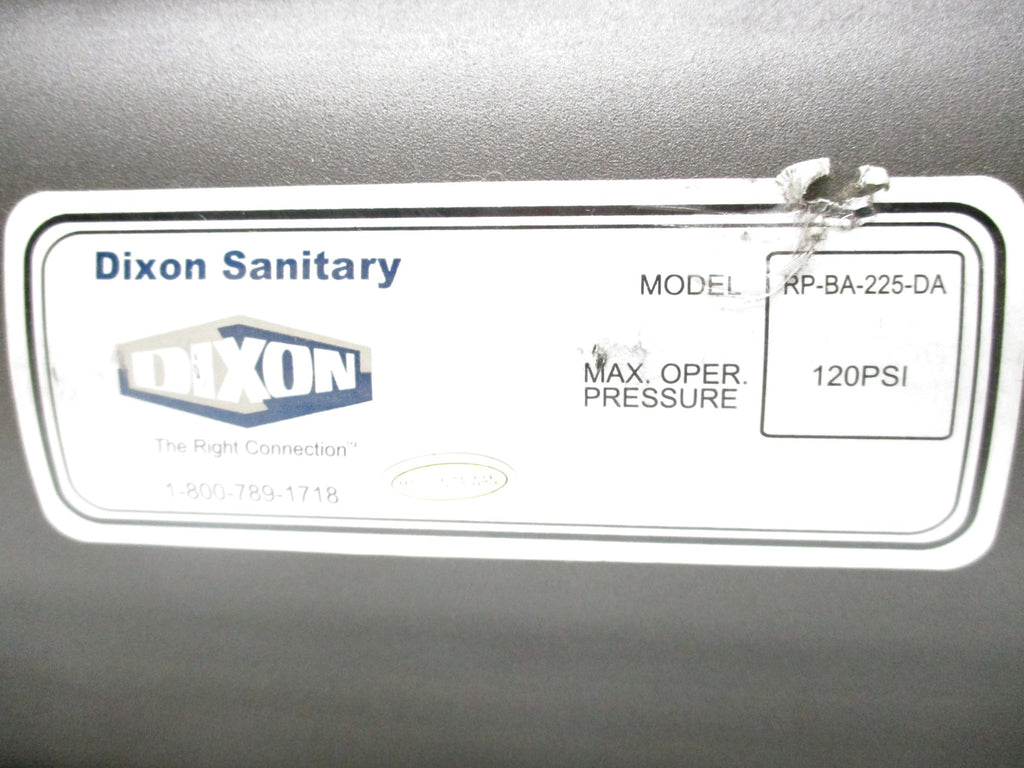 Dixon Sanitary
DIXON
The Right Connection™
1-800-789-1718
MODEL RP-BA-225-DA
MAX. OPER. PRESSURE 120PSI